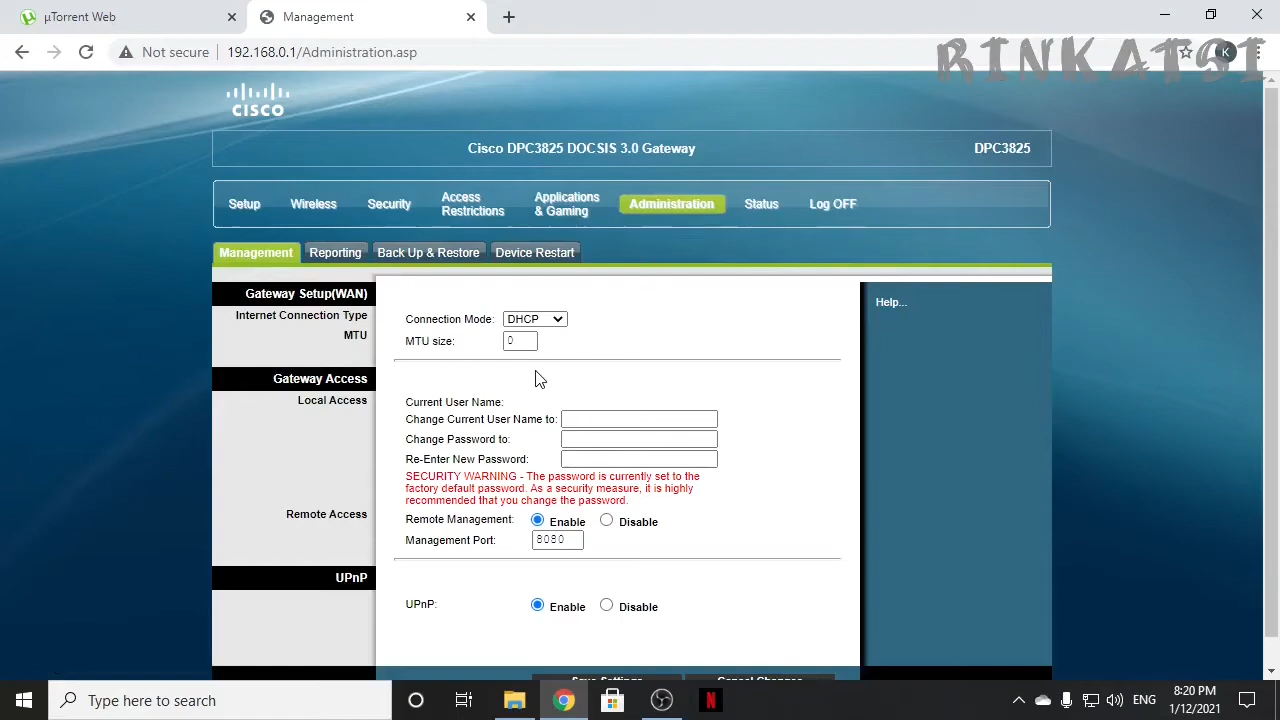 µTorrent Web
Management
Not secure
192.168.0.1/Administration.asp
K
RINKATSI
CISCO
Cisco DPC3825 DOCSIS 3.0 Gateway
DPC3825
Setup
Wireless
Security
Access
Restrictions
Applications
& Gaming
Administration
Status
Log OFF
Management
Reporting
Back Up & Restore
Device Restart
Gateway Setup(WAN)
Internet Connection Type
MTU
Connection Mode: DHCP
MTU size: 0
Help...
Gateway Access
Local Access
Current User Name:
Change Current User Name to:
Change Password to:
Re-Enter New Password:
SECURITY WARNING - The password is currently set to the
factory default password. As a security measure, it is highly
recommended that you change the password.
Remote Access
Remote Management: Enable Disable
Management Port: 8080
UPnP
UPnP: Enable Disable
Save Settings
Cancel Changes
Type here to search
N
ENG
8:20 PM
1/12/2021